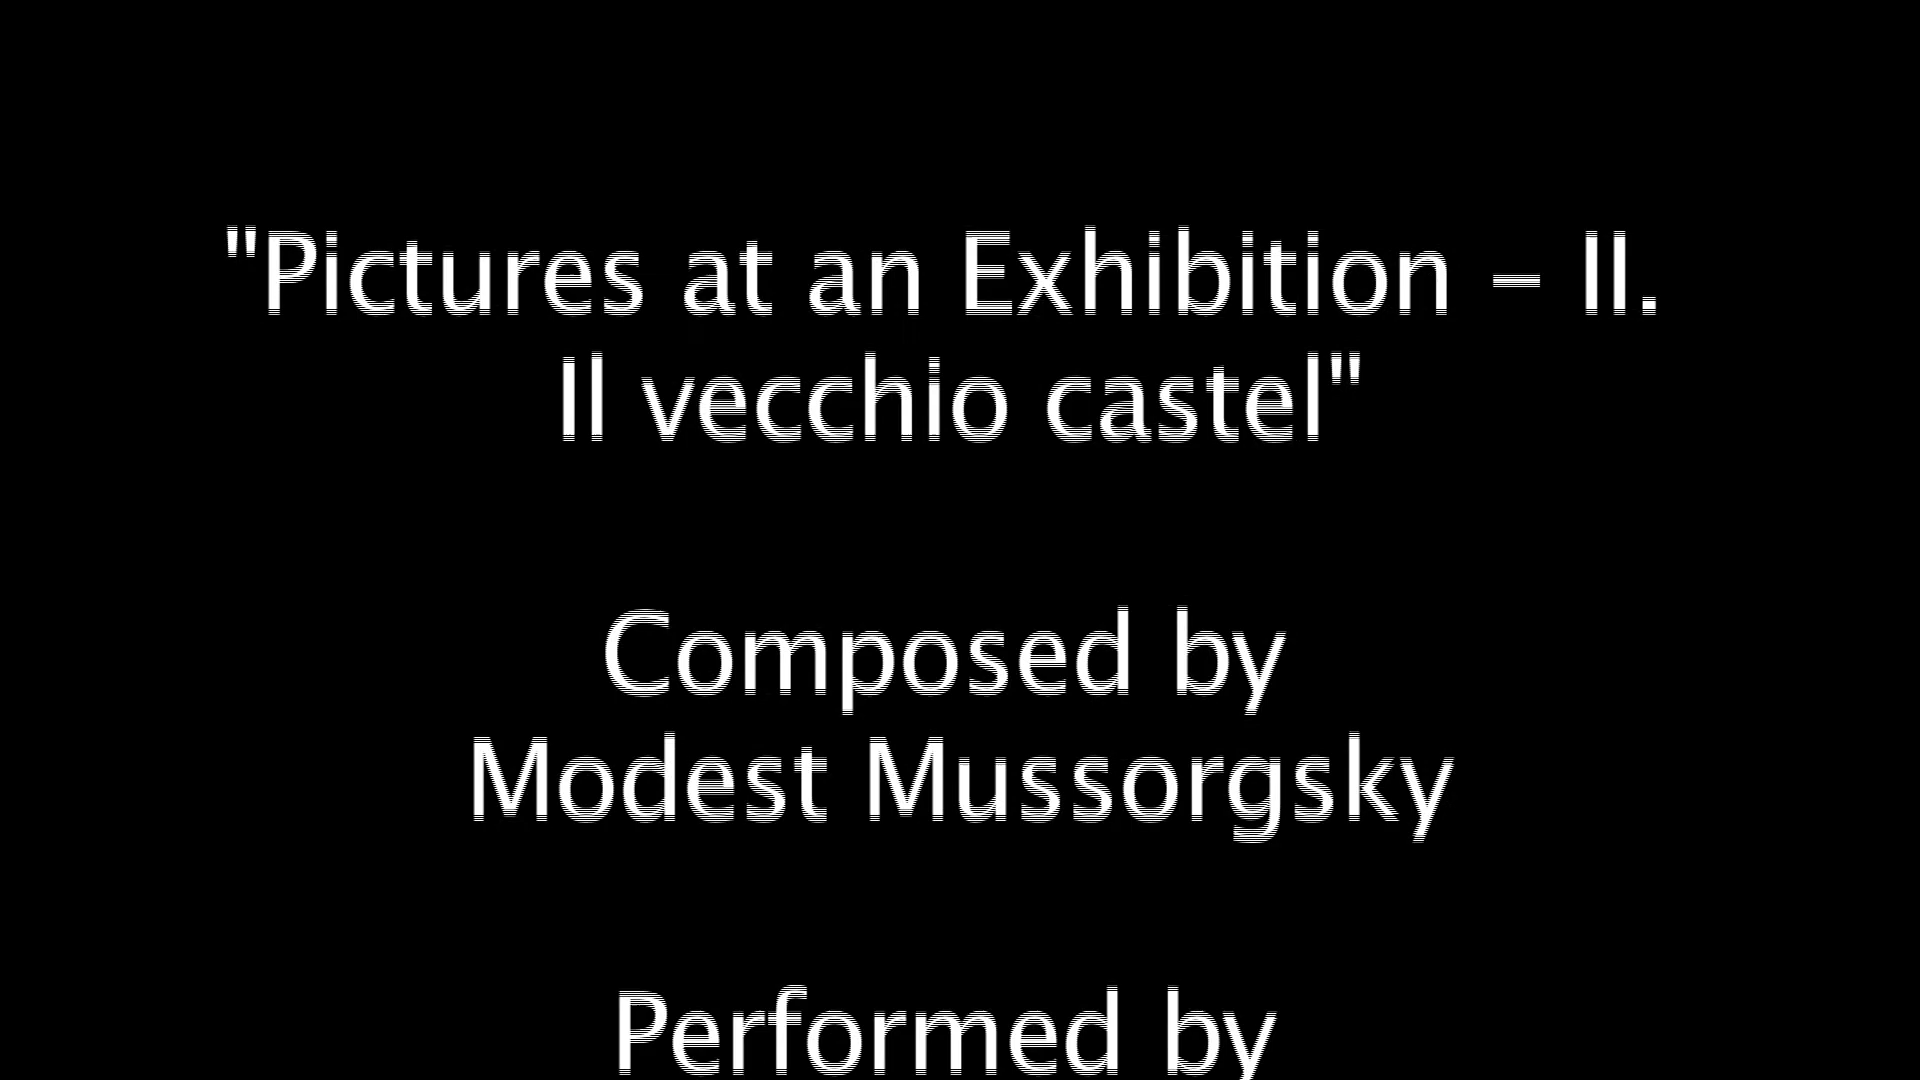 "Pictures at an Exhibition - II.
Il vecchio castel"
Composed by
Modest Mussorgsky
Performed by